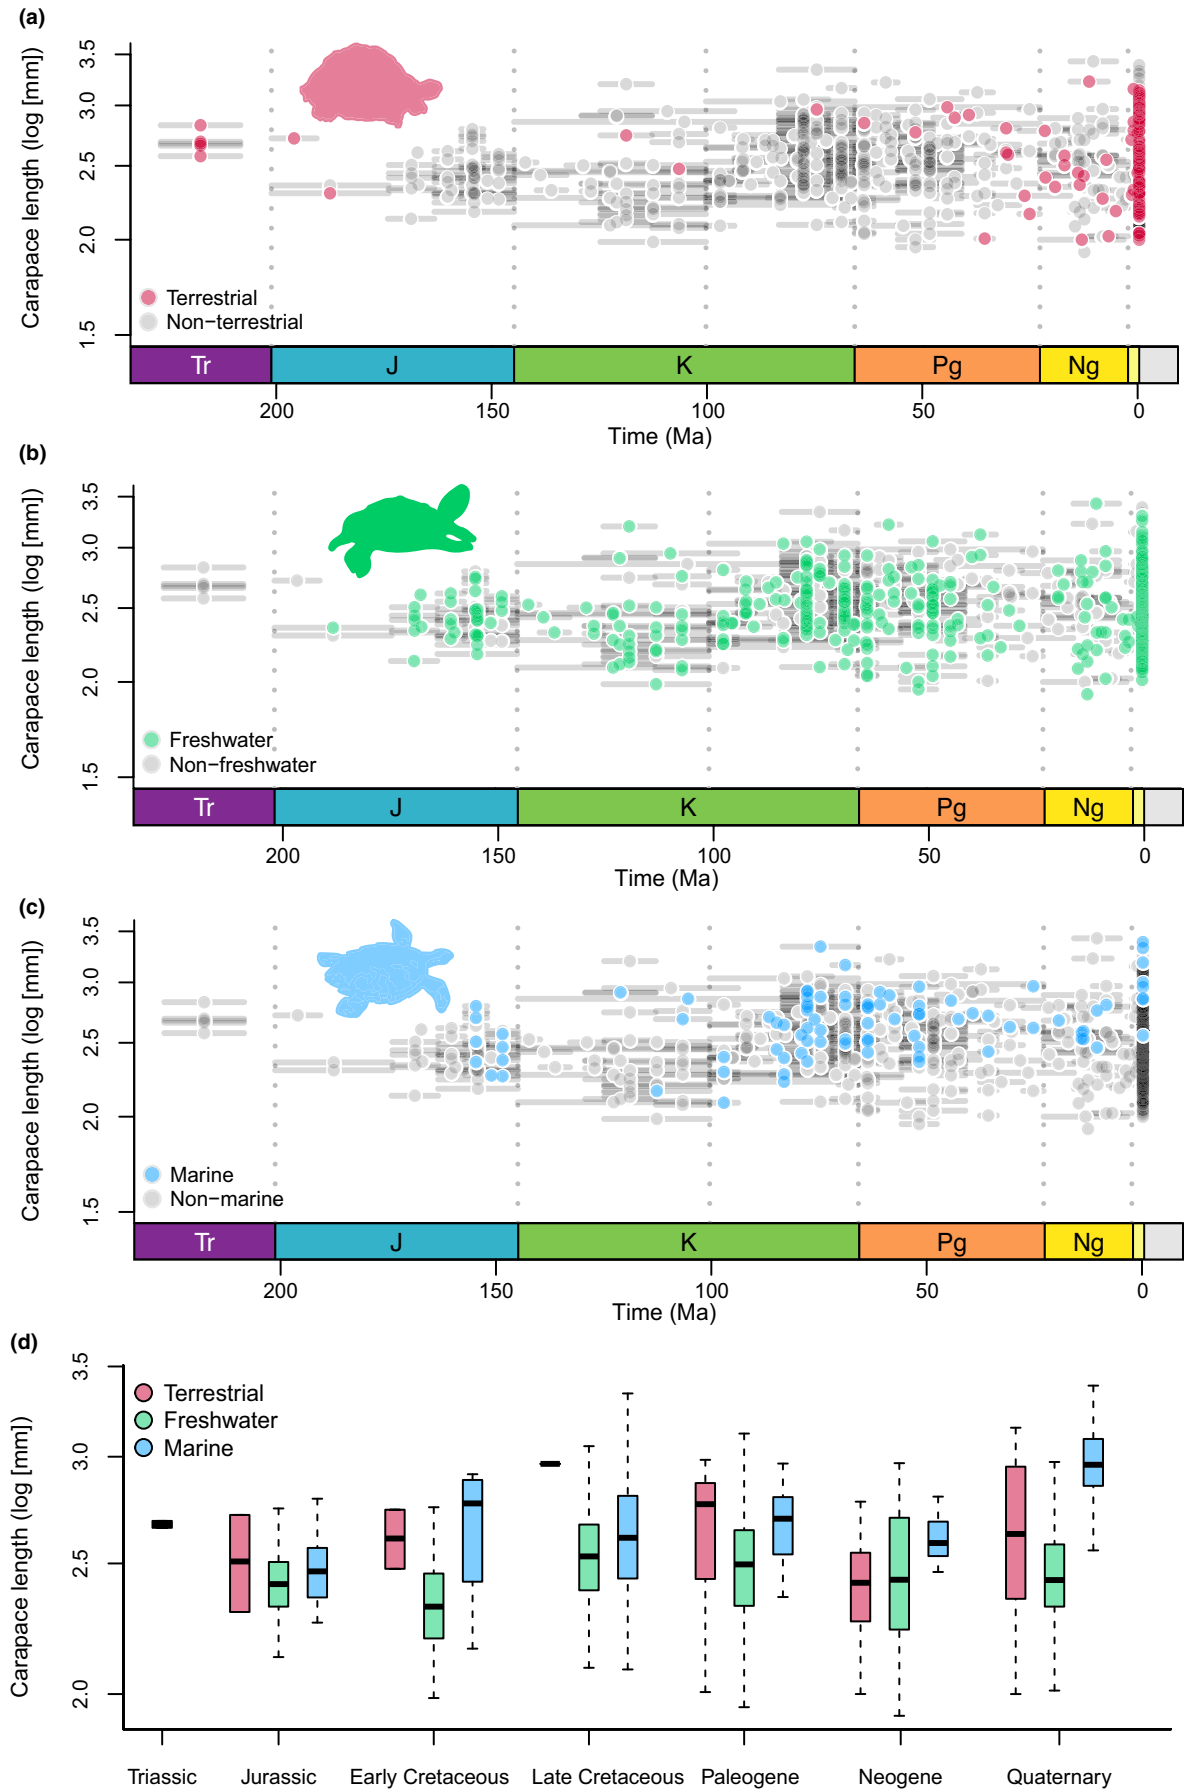 (a)
Carapace length (log [mm])
3.5
3.0
2.5
2.0
1.5
Terrestrial
Non−terrestrial
Tr J K Pg Ng
200 150 100 50 0
Time (Ma)
(b)
Carapace length (log [mm])
3.5
3.0
2.5
2.0
1.5
Freshwater
Non−freshwater
Tr J K Pg Ng
200 150 100 50 0
Time (Ma)
(c)
Carapace length (log [mm])
3.5
3.0
2.5
2.0
1.5
Marine
Non−marine
Tr J K Pg Ng
200 150 100 50 0
Time (Ma)
(d)
Carapace length (log [mm])
3.5
3.0
2.5
2.0
Terrestrial
Freshwater
Marine
Triassic Jurassic Early Cretaceous Late Cretaceous Paleogene Neogene Quaternary